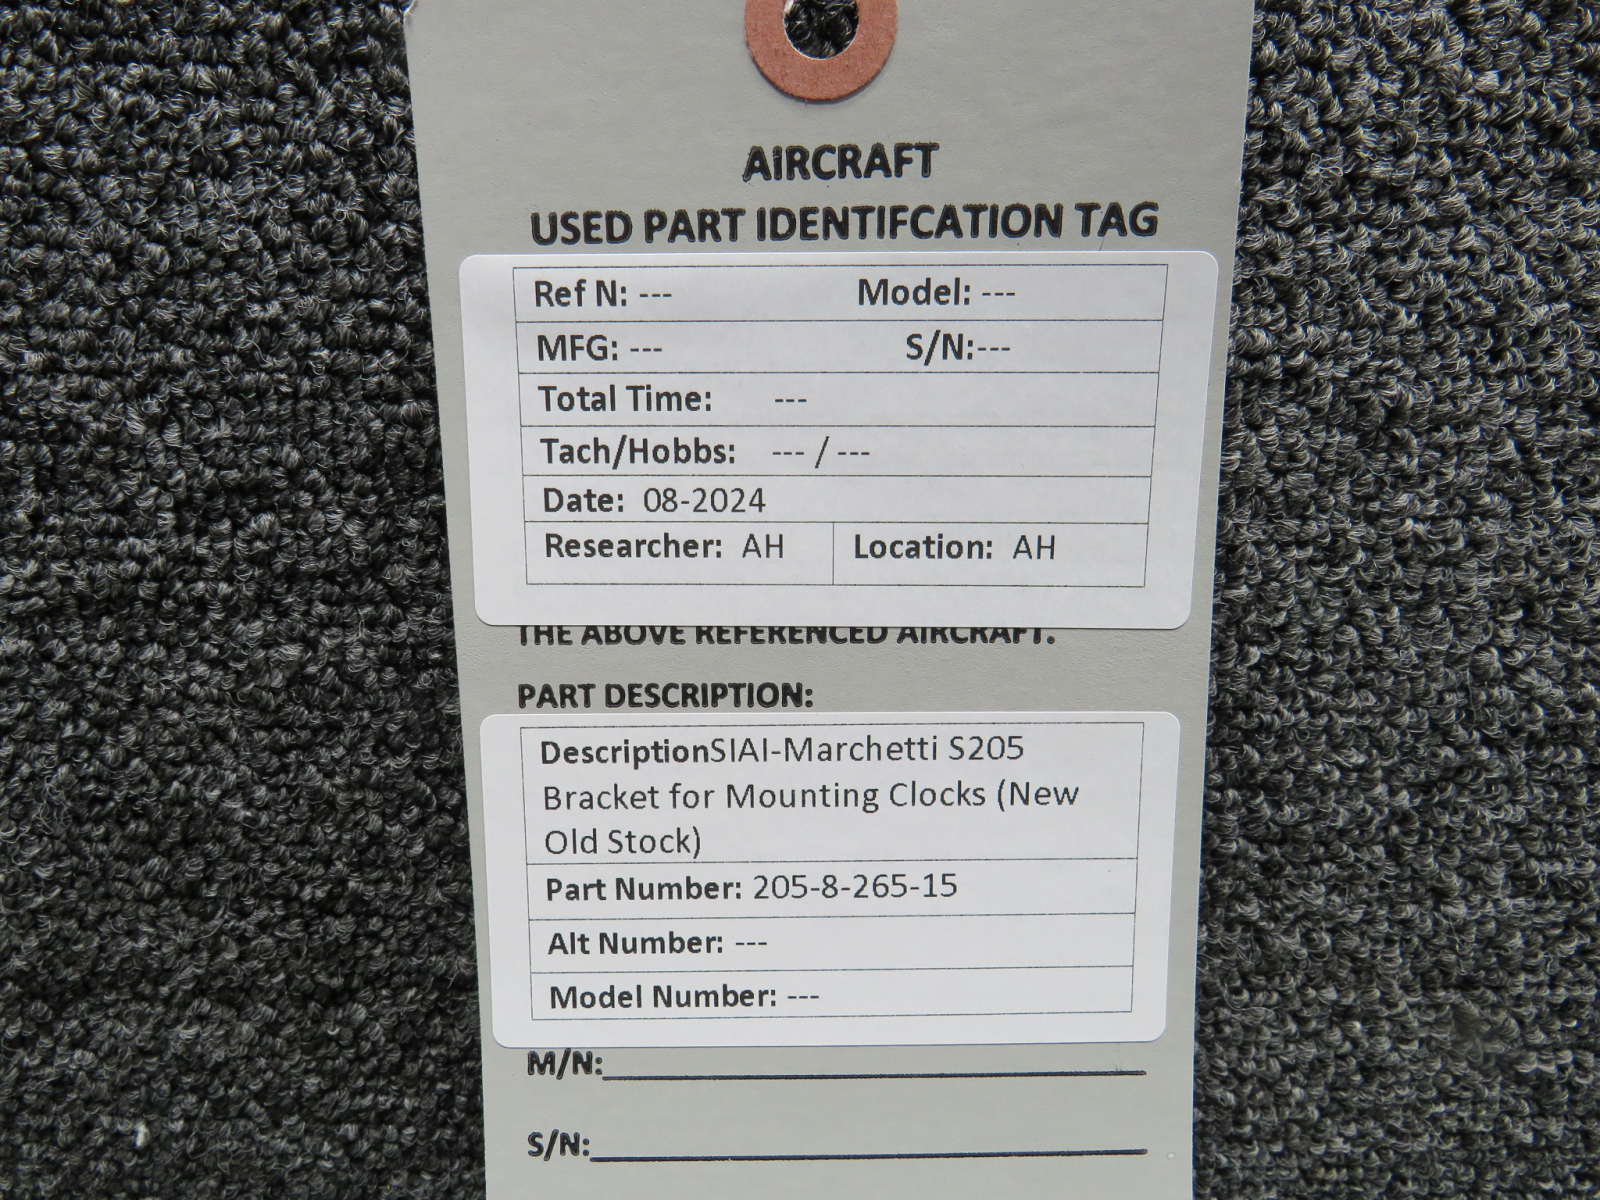 AIRCRAFT
USED PART IDENTIFCATION TAG
Ref N: --- Model: ---
MFG: --- S/N:---
Total Time: ---
Tach/Hobbs: --- / ---
Date: 08-2024
Researcher: AH Location: AH
THE ABOVE REFERENCED AIRCRAFT.
PART DESCRIPTION:
DescriptionSIAI-Marchetti S205
Bracket for Mounting Clocks (New
Old Stock)
Part Number: 205-8-265-15
Alt Number: ---
Model Number: ---
M/N:
S/N: